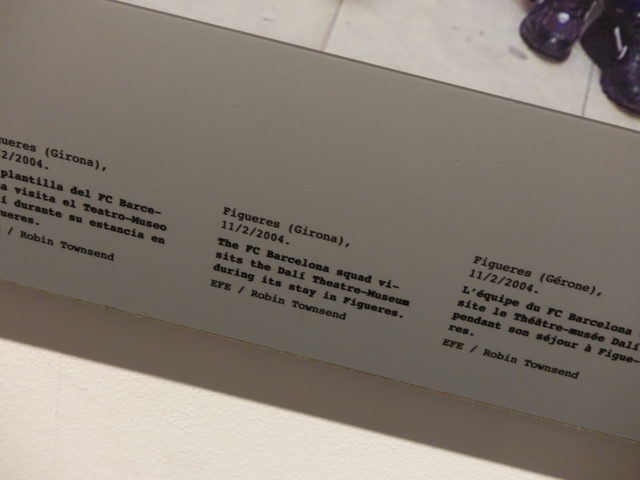 (Girona),
2/2004.
plantilla del FC Barce-
a visita el Teatro-Museo
durante su estancia en
/ Robin Townsend
Figueres (Girona),
11/2/2004.
The FC Barcelona squad vi-
sits the Dalí Theatre-Museum
during its stay in Figueres.
EFE / Robin Townsend
Figueres (Gérone),
11/2/2004.
L'équipe du FC Barcelona
site le Théâtre-musée Dalí
pendant son séjour à Figue-
res.
EFE / Robin Townsend